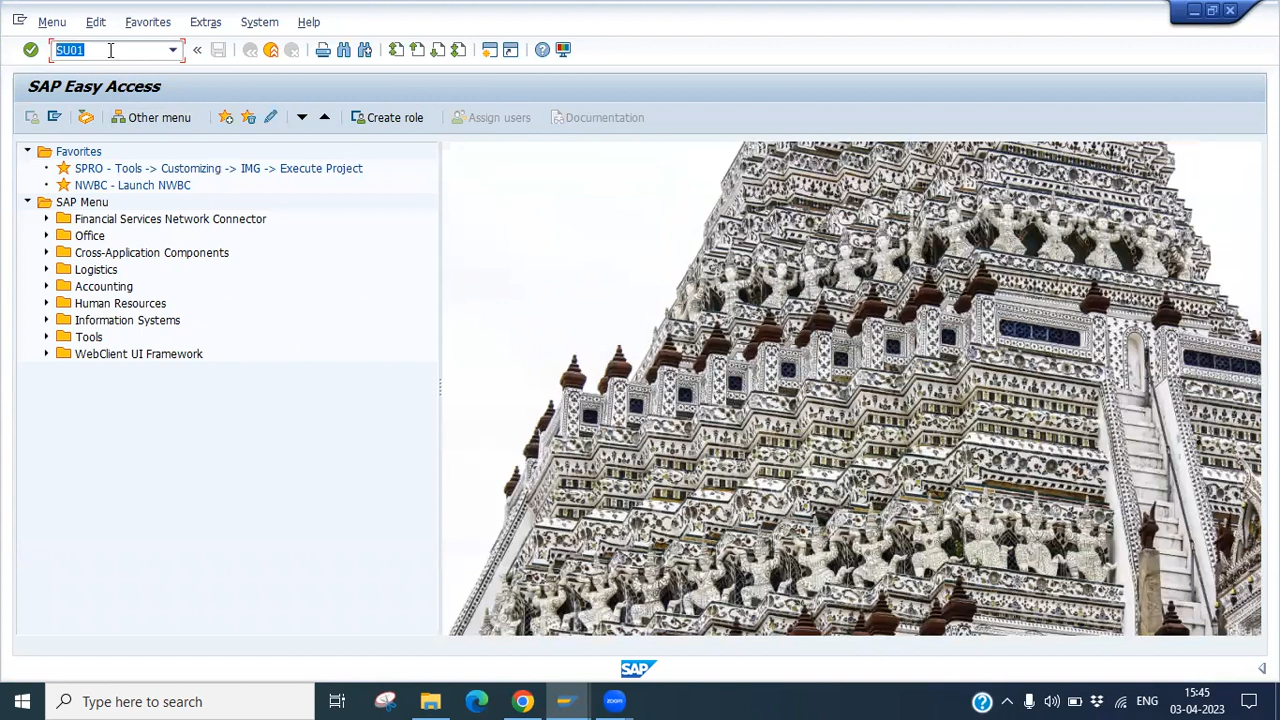 Menu Edit Favorites Extras System Help
SU01
SAP Easy Access
Other menu Create role Assign users Documentation
Favorites
SPRO - Tools -> Customizing -> IMG -> Execute Project
NWBC - Launch NWBC
SAP Menu
Financial Services Network Connector
Office
Cross-Application Components
Logistics
Accounting
Human Resources
Information Systems
Tools
WebClient UI Framework
SAP
Type here to search
zoom
ENG
15:45
03-04-2023